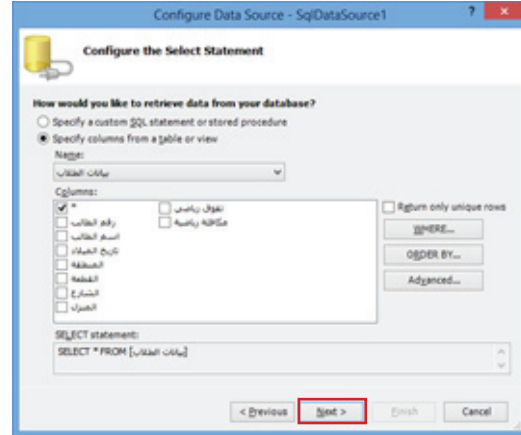 Configure Data Source - SqlDataSource1
?
Configure the Select Statement
How would you like to retrieve data from your database?
Specify a custom SQL statement or stored procedure
Specify columns from a table or view
Name:
بيانات الطلاب
Columns:
*
تفوق رياضى
Return only unique rows
رقم الطالب
مكافئة رياضية
WHERE...
اسم الطالب
تاريخ الميلاد
ORDER BY...
المنطقة
القطعة
Advanced...
الشارع
المنزل
SELECT statement:
SELECT * FROM [بيانات الطلاب]
< Previous
Next >
Finish
Cancel